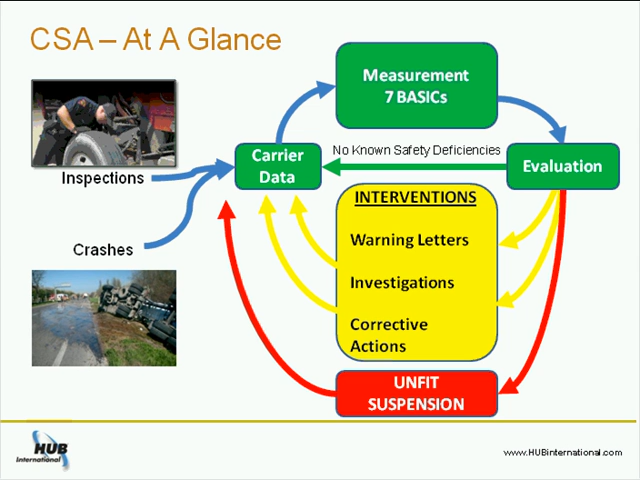 CSA – At A Glance
Measurement
7 BASICs
No Known Safety Deficiencies
Carrier
Data
Evaluation
Inspections
Crashes
INTERVENTIONS
Warning Letters
Investigations
Corrective
Actions
UNFIT
SUSPENSION
HUB
International
www.HUBinternational.com